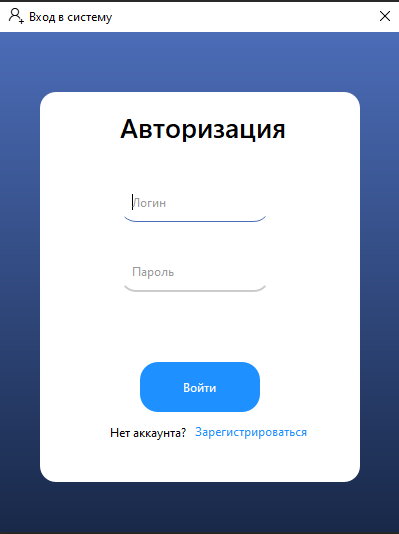 Вход в систему
Авторизация
Логин
Пароль
Войти
Нет аккаунта? Зарегистрироваться